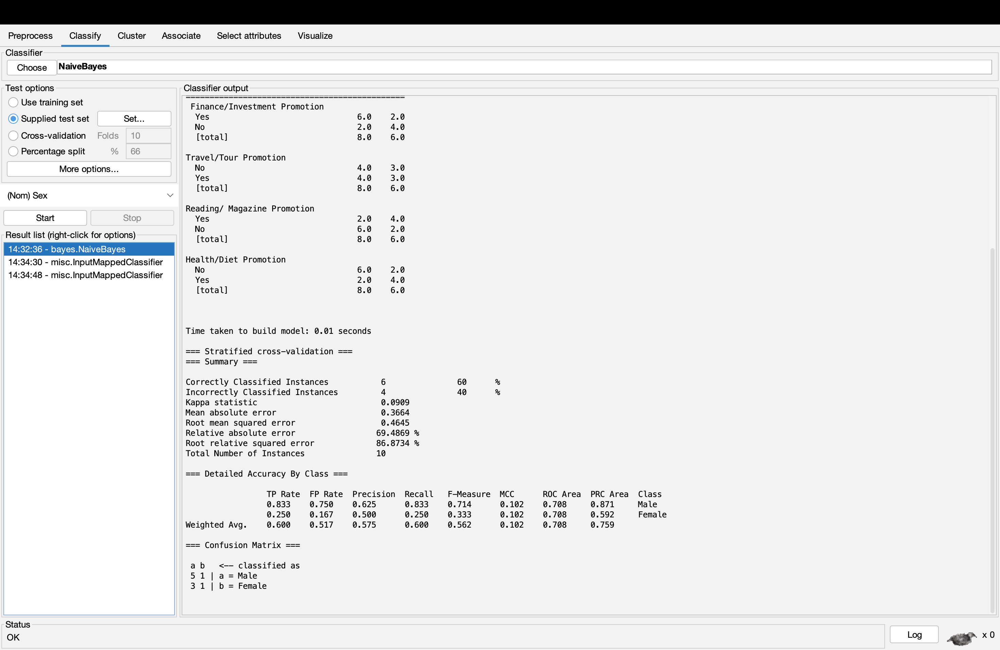 Preprocess Classify Cluster Associate Select attributes Visualize
Classifier
Choose NaiveBayes
Test options
Use training set
Supplied test set Set...
Cross-validation Folds 10
Percentage split % 66
More options...
(Nom) Sex
Start Stop
Result list (right-click for options)
14:32:36 - bayes.NaiveBayes
14:34:30 - misc.InputMappedClassifier
14:34:48 - misc.InputMappedClassifier
Classifier output
==============================================
Finance/Investment Promotion
Yes 6.0 2.0
No 2.0 4.0
[total] 8.0 6.0
Travel/Tour Promotion
No 4.0 3.0
Yes 4.0 3.0
[total] 8.0 6.0
Reading/ Magazine Promotion
Yes 2.0 4.0
No 6.0 2.0
[total] 8.0 6.0
Health/Diet Promotion
No 6.0 2.0
Yes 2.0 4.0
[total] 8.0 6.0
Time taken to build model: 0.01 seconds
=== Stratified cross-validation ===
=== Summary ===
Correctly Classified Instances 6 60 %
Incorrectly Classified Instances 4 40 %
Kappa statistic 0.0909
Mean absolute error 0.3664
Root mean squared error 0.4645
Relative absolute error 69.4869 %
Root relative squared error 86.8734 %
Total Number of Instances 10
=== Detailed Accuracy By Class ===
TP Rate FP Rate Precision Recall F-Measure MCC ROC Area PRC Area Class
0.833 0.750 0.625 0.833 0.714 0.102 0.708 0.871 Male
0.250 0.167 0.500 0.250 0.333 0.102 0.708 0.592 Female
Weighted Avg. 0.600 0.517 0.575 0.600 0.562 0.102 0.708 0.759
=== Confusion Matrix ===
a b <-- classified as
5 1 | a = Male
3 1 | b = Female
Status
OK
Log x 0